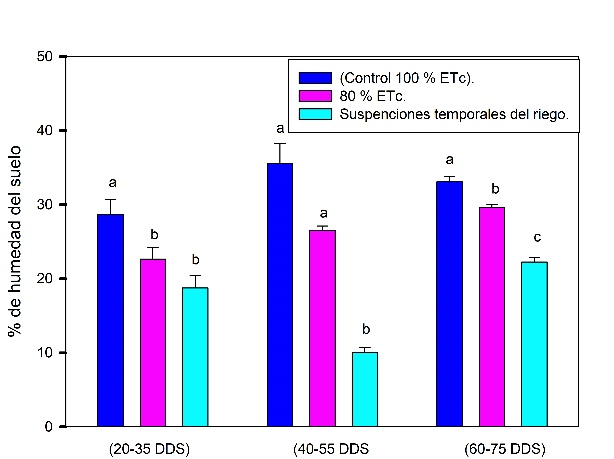 50
(Control 100 % ETc).
80 % ETc.
Suspenciones temporales del riego.
40
30
20
10
0
% de humedad del suelo
a
b
b
a
a
b
a
b
c
(20-35 DDS)
(40-55 DDS
(60-75 DDS)